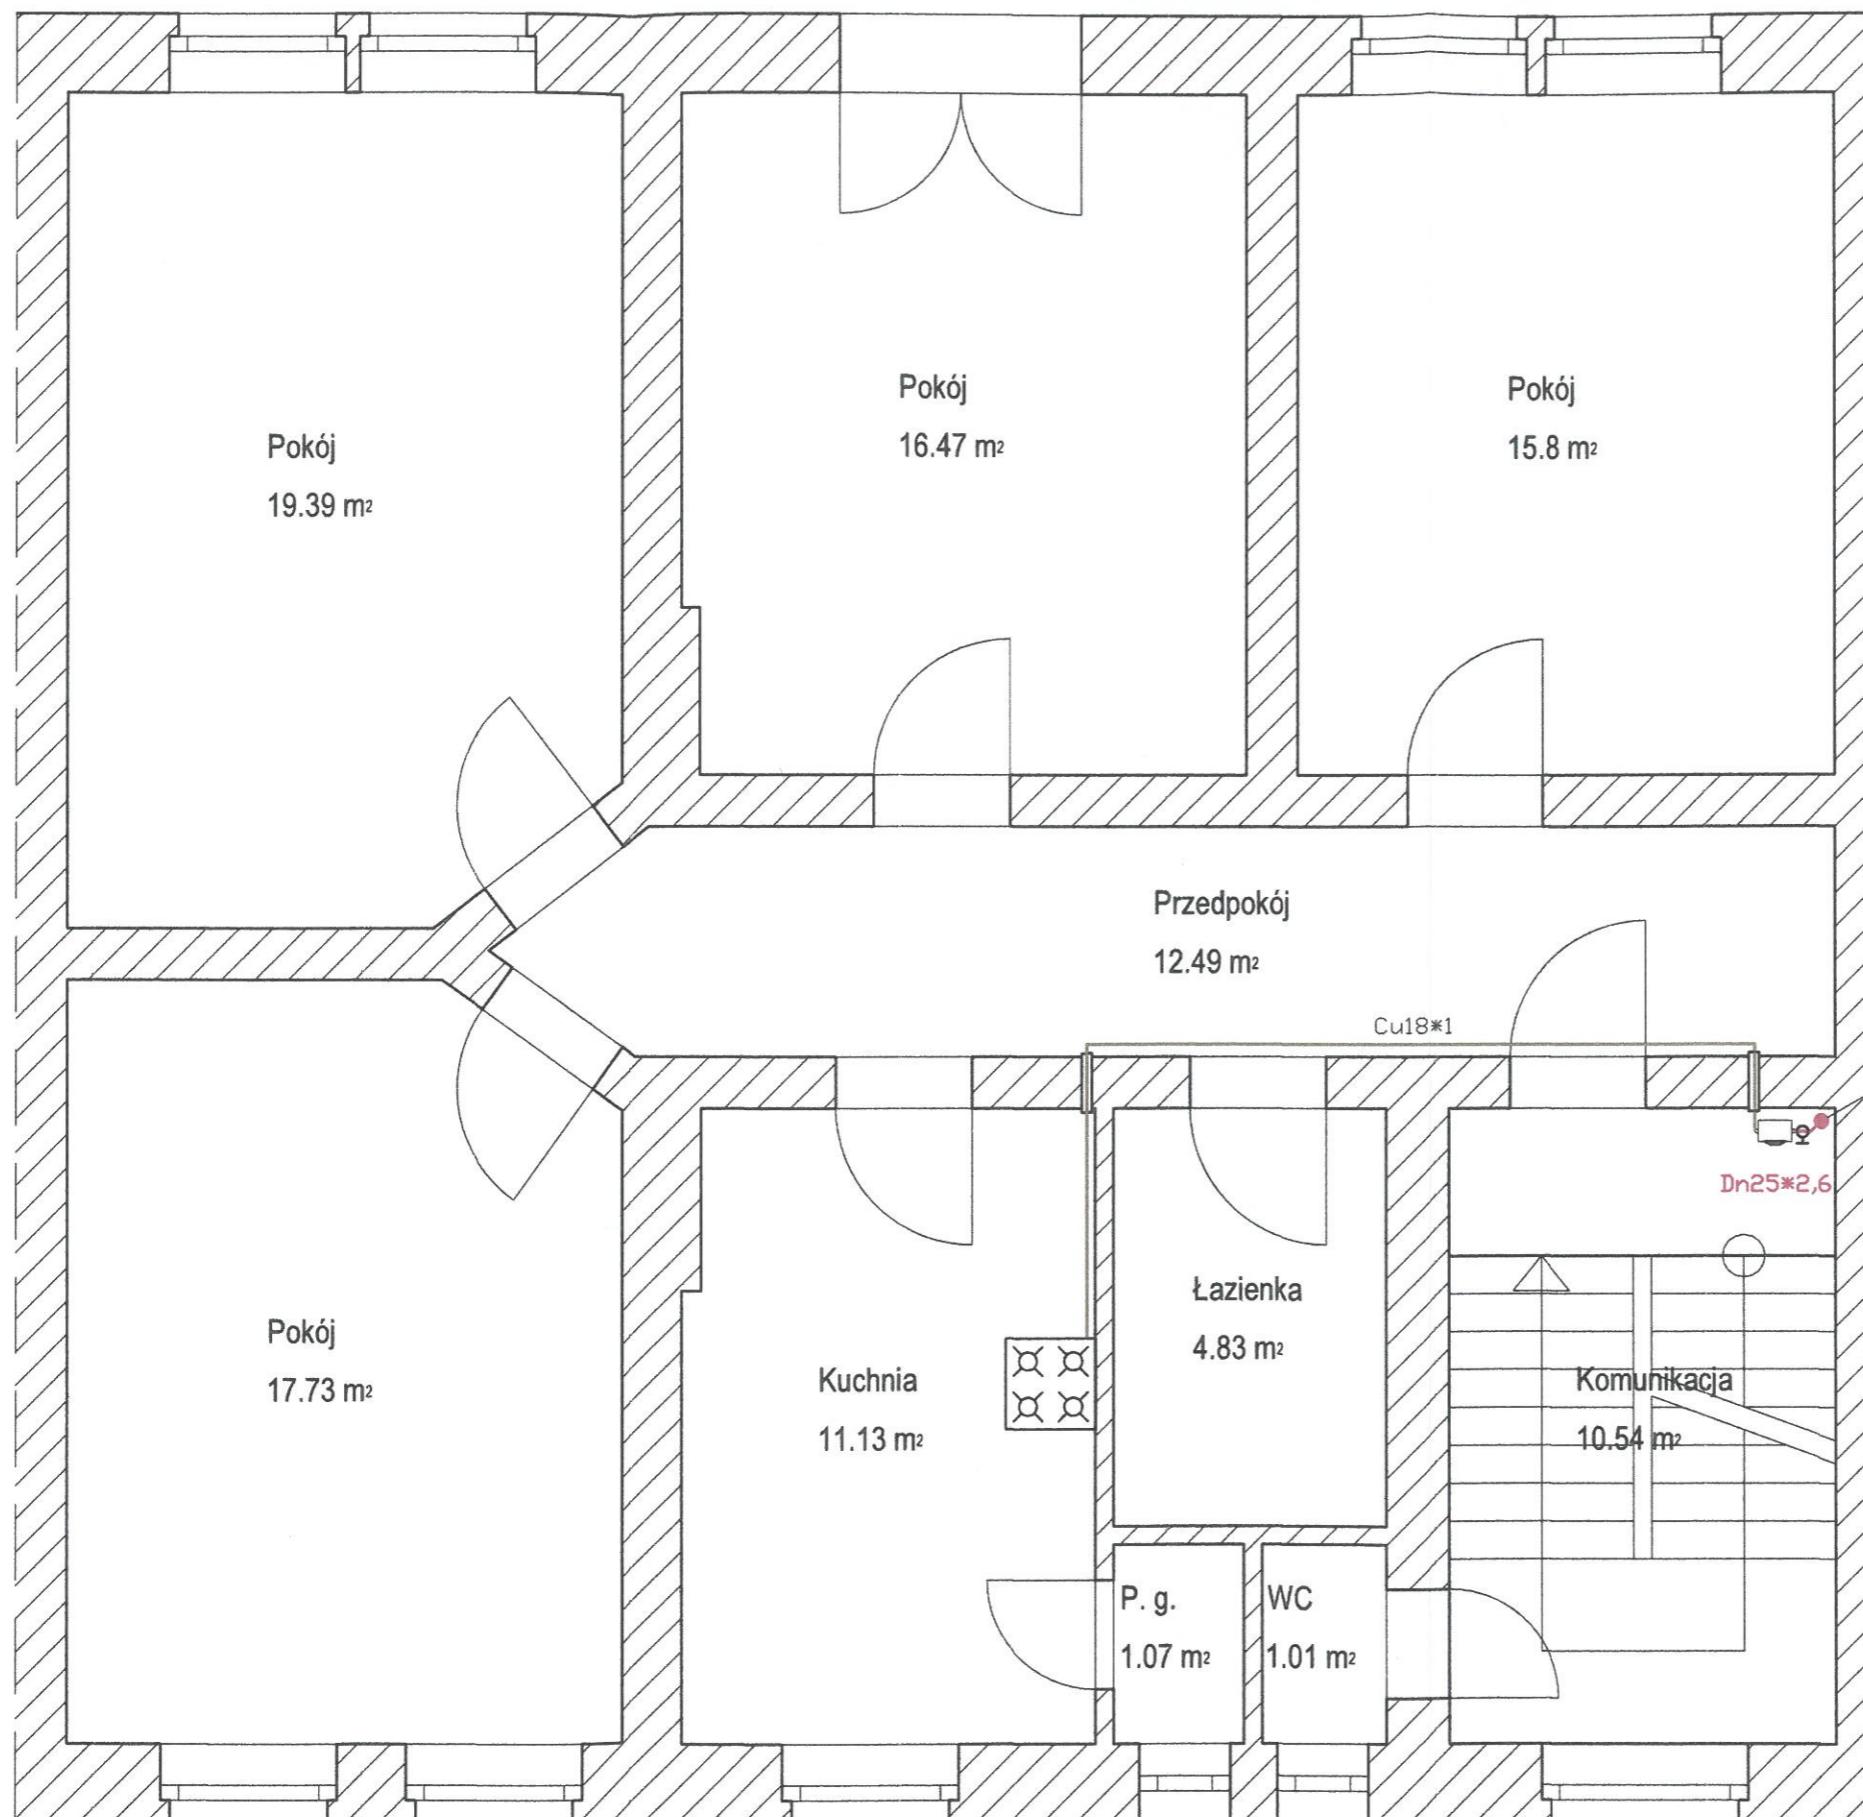 Pokój
16.47 m²
Pokój
15.8 m²
Pokój
19.39 m²
Przedpokój
12.49 m²
Cu18*1
Dn25*2,6
Łazienka
4.83 m²
Pokój
17.73 m²
Kuchnia
11.13 m²
Komunikacja
10.54 m²
P. g.
1.07 m²
WC
1.01 m²